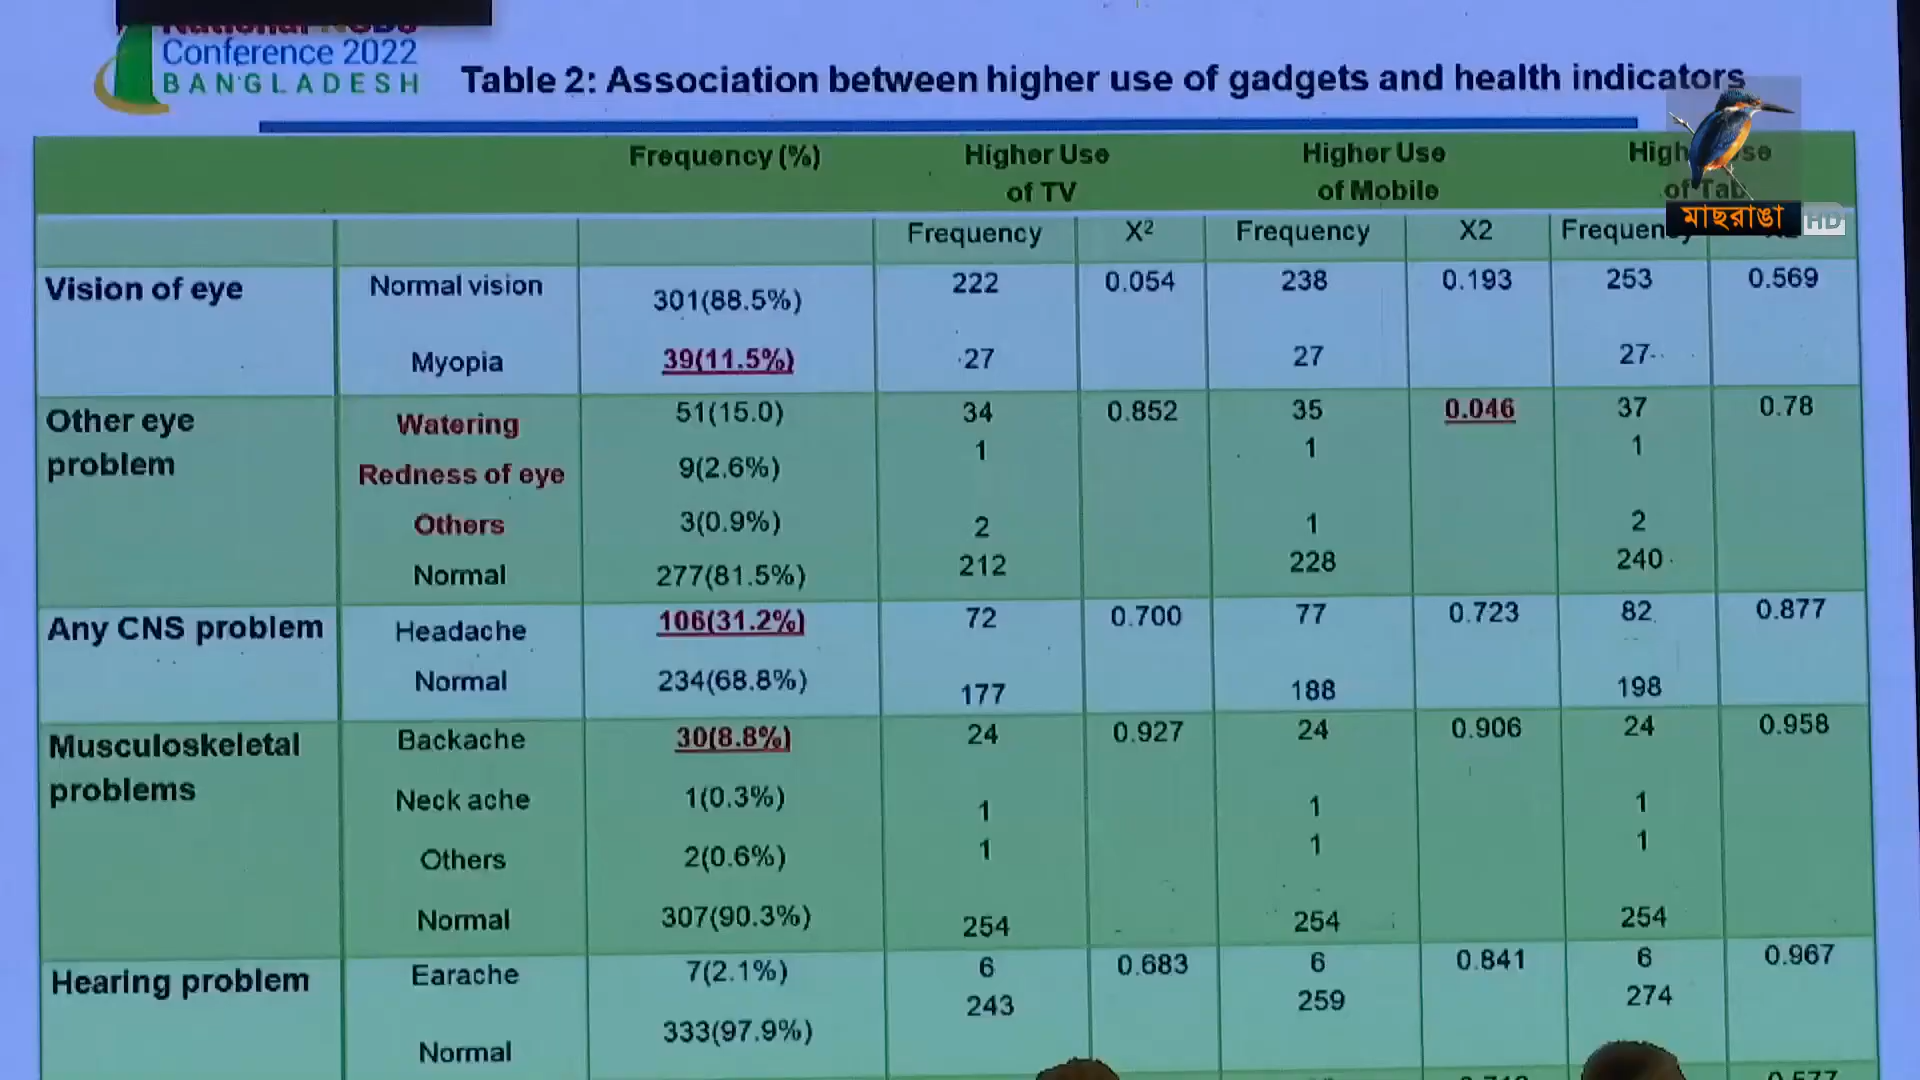 Conference 2022
BANGLADESH
Table 2: Association between higher use of gadgets and health indicators
মাছরাঙা HD
Frequency (%) Higher Use of TV Higher Use of Mobile
Frequency X² Frequency X2
Vision of eye Normal vision 301(88.5%) 222 0.054 238 0.193 253 0.569
Myopia 39(11.5%) 27 27 27
Other eye problem Watering 51(15.0) 34 0.852 35 0.046 37 0.78
Redness of eye 9(2.6%) 1 1 1
Others 3(0.9%) 2 1 2
Normal 277(81.5%) 212 228 240
Any CNS problem Headache 106(31.2%) 72 0.700 77 0.723 82 0.877
Normal 234(68.8%) 177 188 198
Musculoskeletal problems Backache 30(8.8%) 24 0.927 24 0.906 24 0.958
Neck ache 1(0.3%) 1 1 1
Others 2(0.6%) 1 1 1
Normal 307(90.3%) 254 254 254
Hearing problem Earache 7(2.1%) 6 0.683 6 0.841 6 0.967
Normal 333(97.9%) 243 259 274